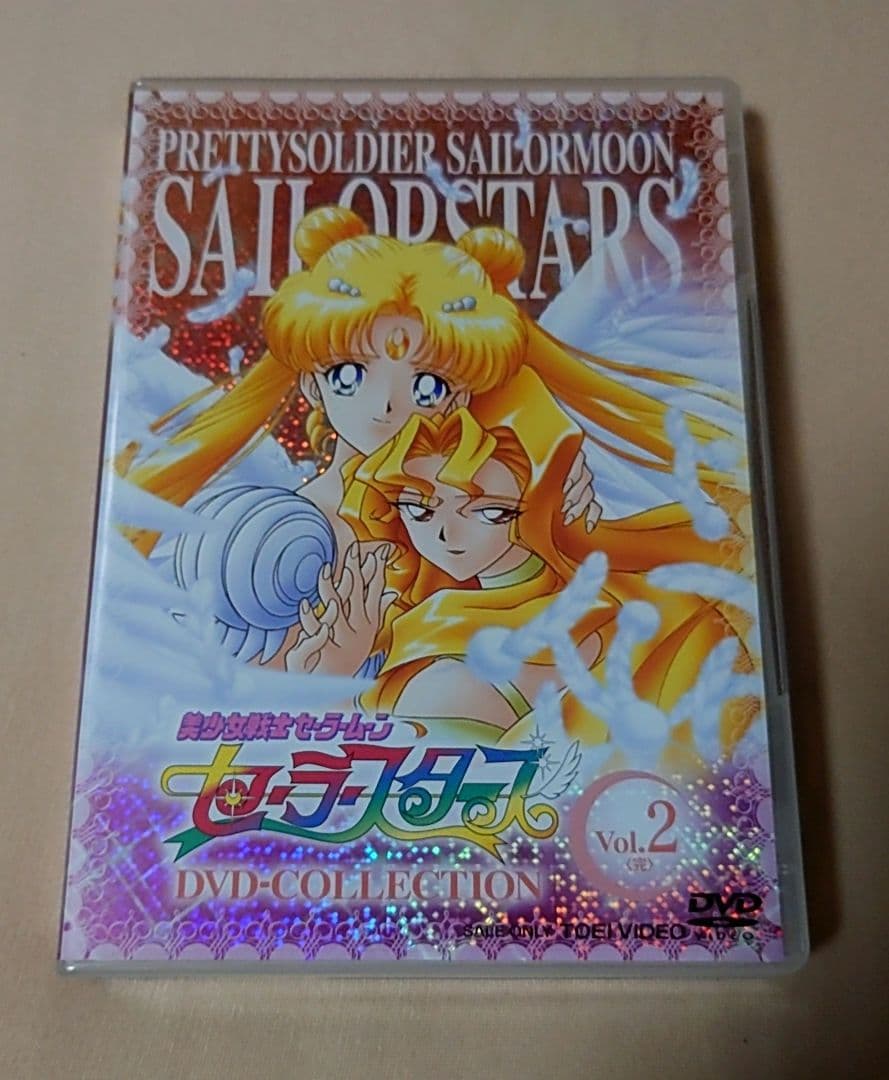 PRETTYSOLDIER SAILORMOON
SAILORSTARS
美少女戦士セーラームーン
セーラースターズ
Vol.2
〈完〉
DVD-COLLECTION
DVD
SALE ONLY TOEI VIDEO